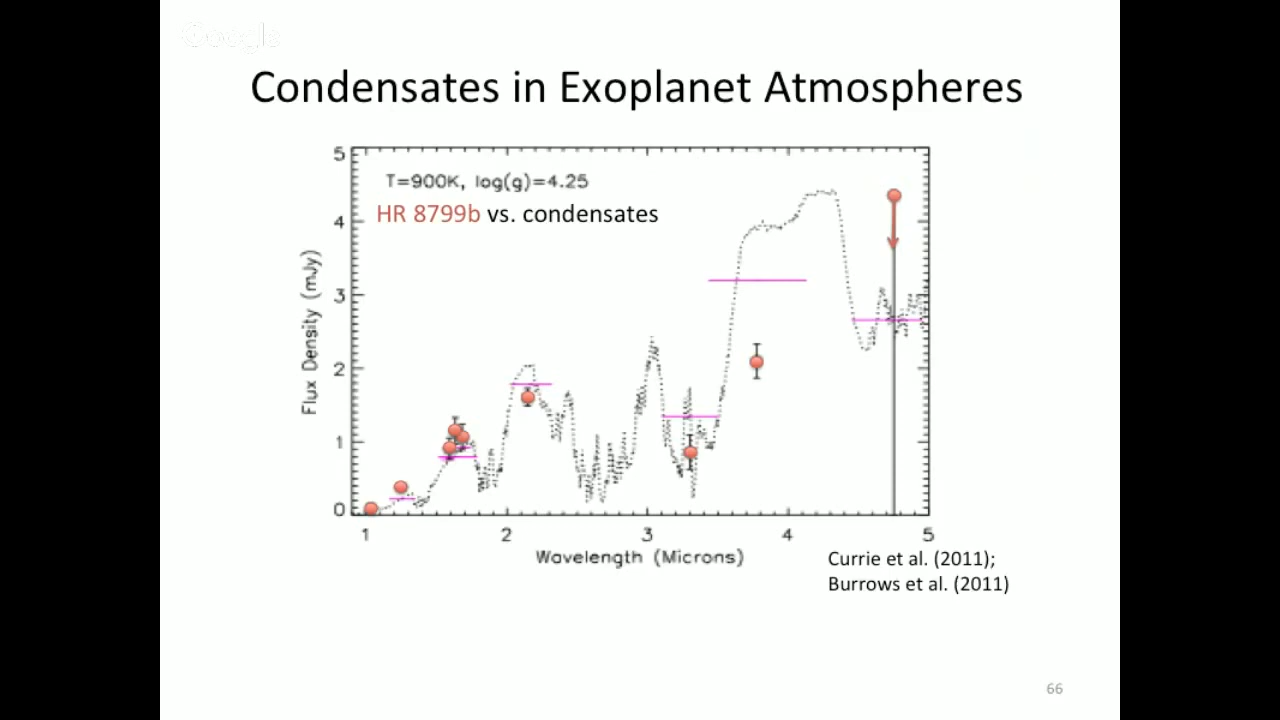 Google
Condensates in Exoplanet Atmospheres
T=900K, log(g)=4.25
HR 8799b vs. condensates
5
4
3
2
1
0
Flux Density (mJy)
1 2 3 4 5
Wavelength (Microns)
Currie et al. (2011);
Burrows et al. (2011)
66